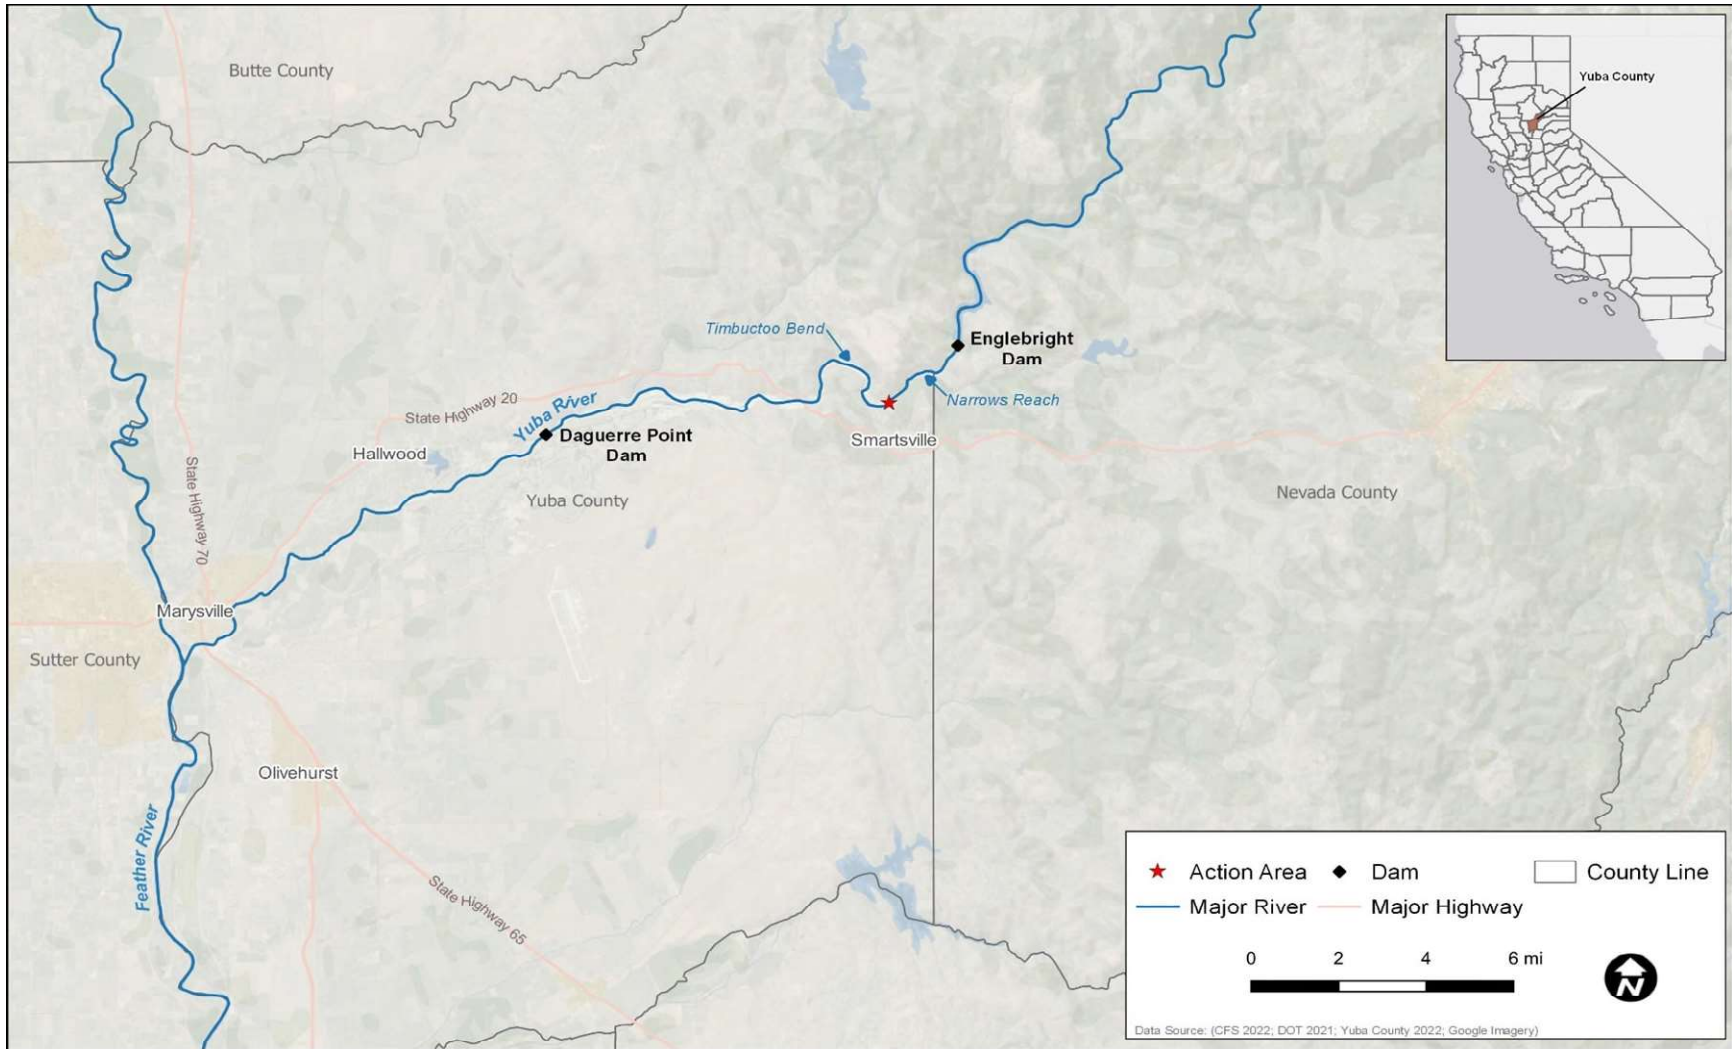 Butte County
Yuba County
Timbuctoo Bend
Englebright
Dam
Narrows Reach
State Highway 20
Yuba River
Daguerre Point
Dam
Smartsville
Hallwood
State Highway 70
Yuba County
Nevada County
Marysville
Sutter County
Olivehurst
Feather River
State Highway 65
Action Area
Dam
County Line
Major River
Major Highway
0 2 4 6 mi
N
Data Source: (CFS 2022; DOT 2021; Yuba County 2022; Google Imagery)